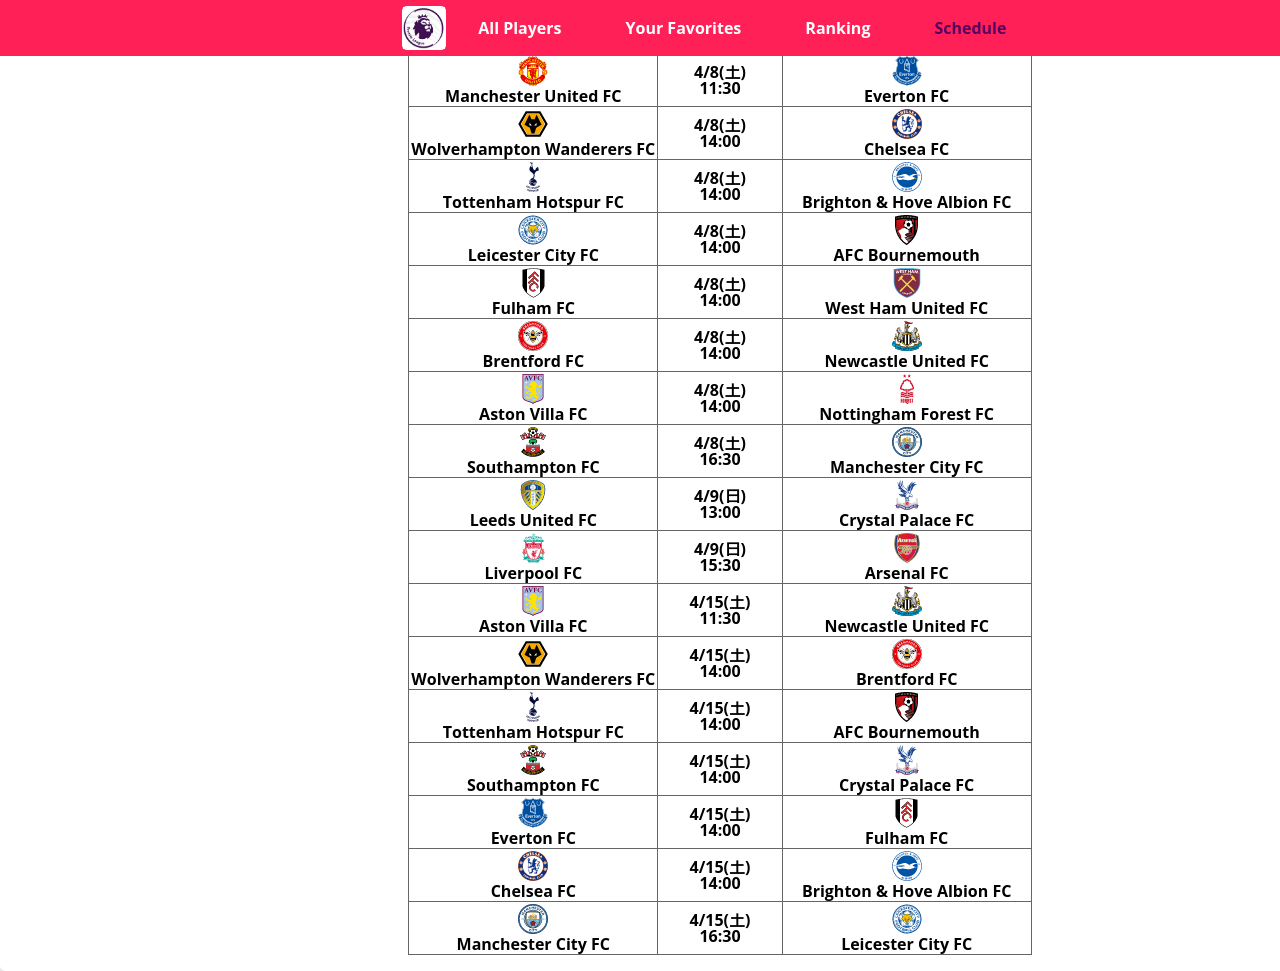 All Players Your Favorites Ranking Schedule
4/8(土)
11:30
Manchester United FC Everton FC
4/8(土)
14:00
Wolverhampton Wanderers FC Chelsea FC
4/8(土)
14:00
Tottenham Hotspur FC Brighton & Hove Albion FC
4/8(土)
14:00
Leicester City FC AFC Bournemouth
4/8(土)
14:00
Fulham FC West Ham United FC
4/8(土)
14:00
Brentford FC Newcastle United FC
4/8(土)
14:00
Aston Villa FC Nottingham Forest FC
4/8(土)
16:30
Southampton FC Manchester City FC
4/9(日)
13:00
Leeds United FC Crystal Palace FC
4/9(日)
15:30
Liverpool FC Arsenal FC
4/15(土)
11:30
Aston Villa FC Newcastle United FC
4/15(土)
14:00
Wolverhampton Wanderers FC Brentford FC
4/15(土)
14:00
Tottenham Hotspur FC AFC Bournemouth
4/15(土)
14:00
Southampton FC Crystal Palace FC
4/15(土)
14:00
Everton FC Fulham FC
4/15(土)
14:00
Chelsea FC Brighton & Hove Albion FC
4/15(土)
16:30
Manchester City FC Leicester City FC